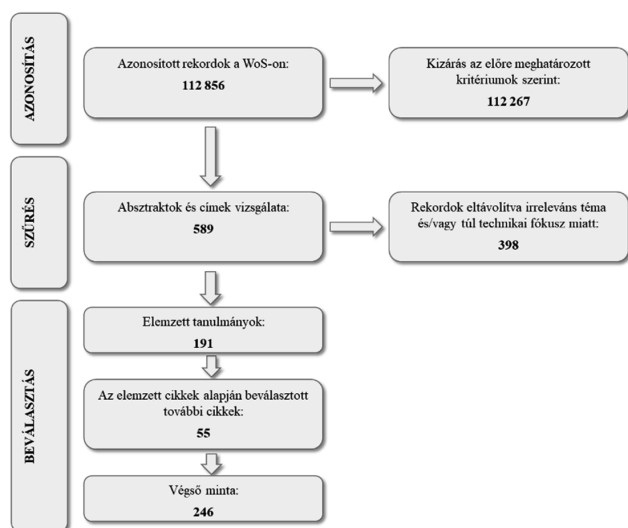 AZONOSÍTÁS
Azonosított rekordok a WoS-on:
112 856
Kizárás az előre meghatározott
kritériumok szerint:
112 267
SZŰRÉS
Absztraktok és címek vizsgálata:
589
Rekordok eltávolítva irreleváns téma
és/vagy túl technikai fókusz miatt:
398
BEVÁLASZTÁS
Elemzett tanulmányok:
191
Az elemzett cikkek alapján beválasztott
további cikkek:
55
Végső minta:
246